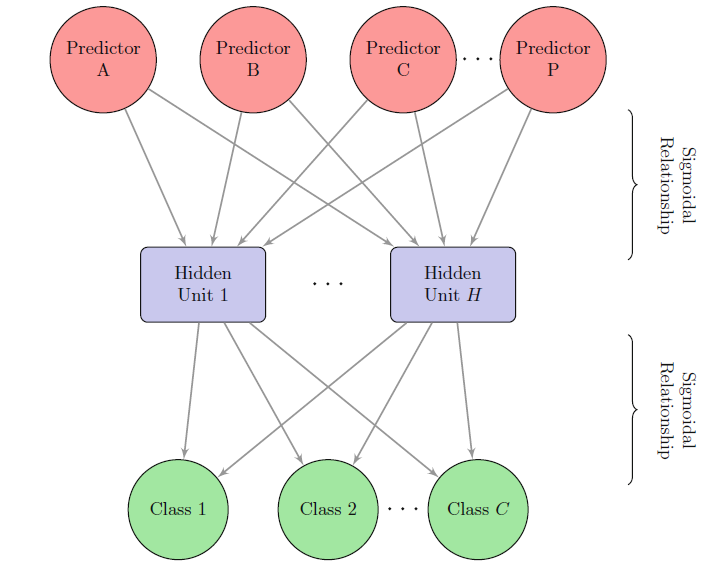 Predictor
A
Predictor
B
Predictor
C
· · ·
Predictor
P
Sigmoidal
Relationship
Hidden
Unit 1
· · ·
Hidden
Unit H
Sigmoidal
Relationship
Class 1
Class 2
· · ·
Class C